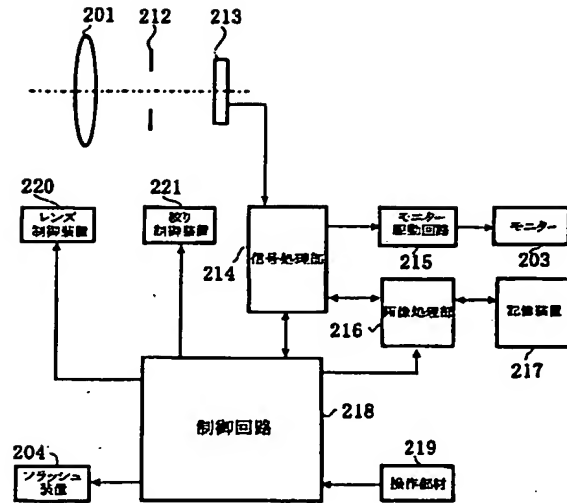 201
212
213
220
レンズ
制御装置
221
絞り
制御装置
214
信号処理部
モニター
駆動回路
215
モニター
203
216
画像処理部
記像装置
217
制御回路
218
204
フラッシュ
装置
219
操作部材